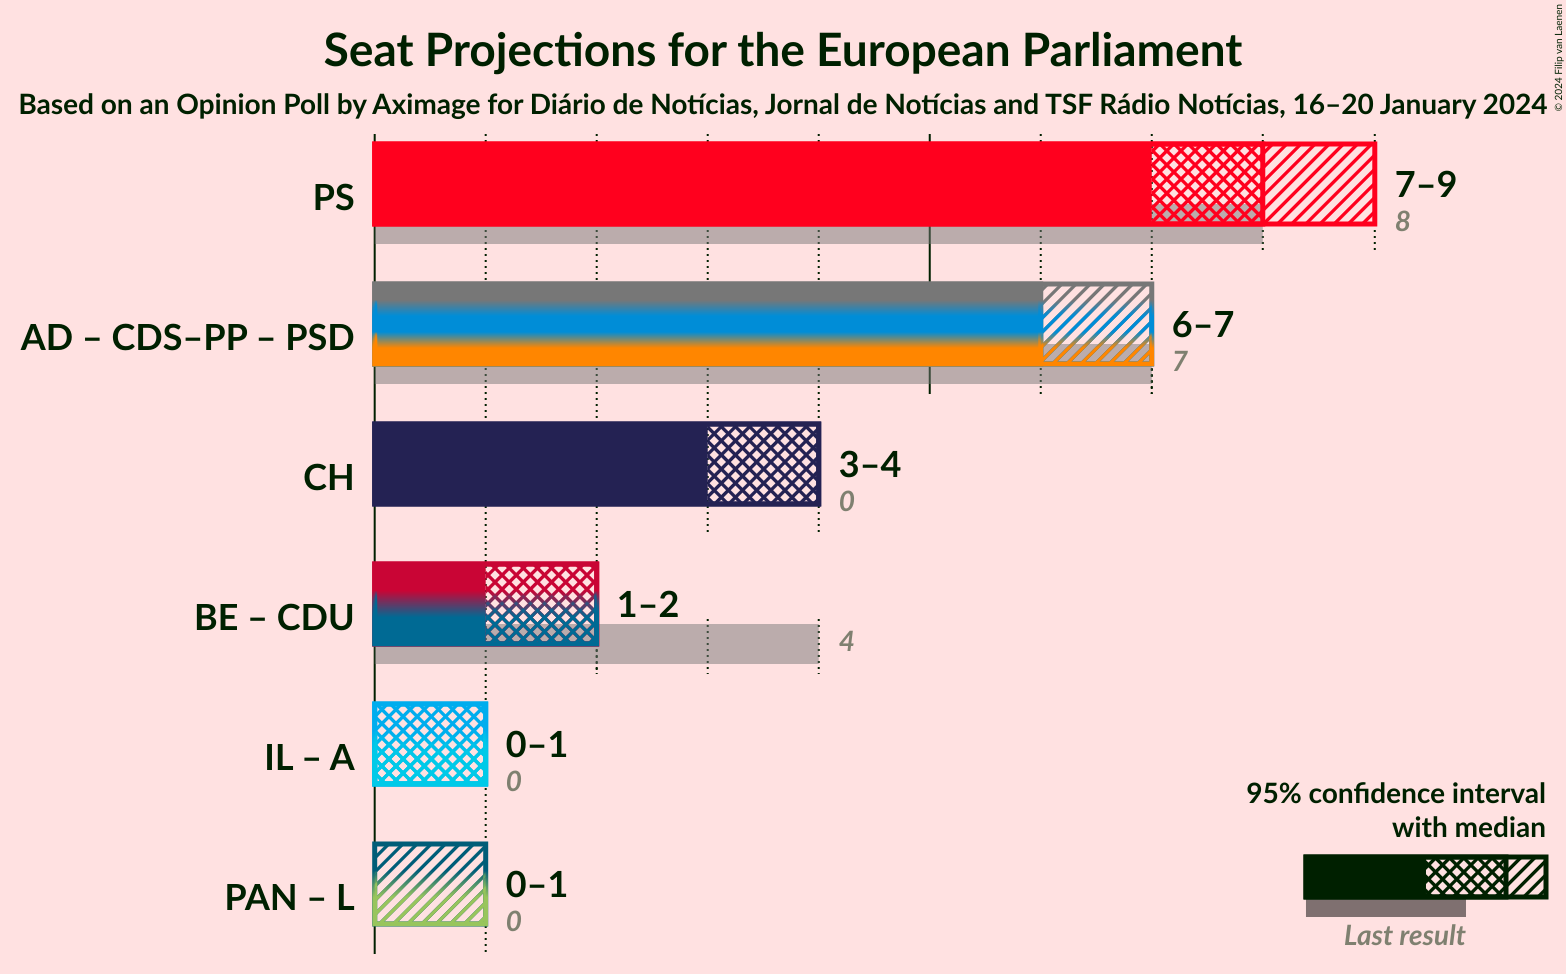 Seat Projections for the European Parliament
Based on an Opinion Poll by Aximage for Diário de Notícias, Jornal de Notícias and TSF Rádio Notícias, 16–20 January 2024
© 2024 Filip van Laenen
PS
7–9
8
AD – CDS–PP – PSD
6–7
7
CH
3–4
0
BE – CDU
1–2
4
IL – A
0–1
0
PAN – L
0–1
0
95% confidence interval
with median
Last result